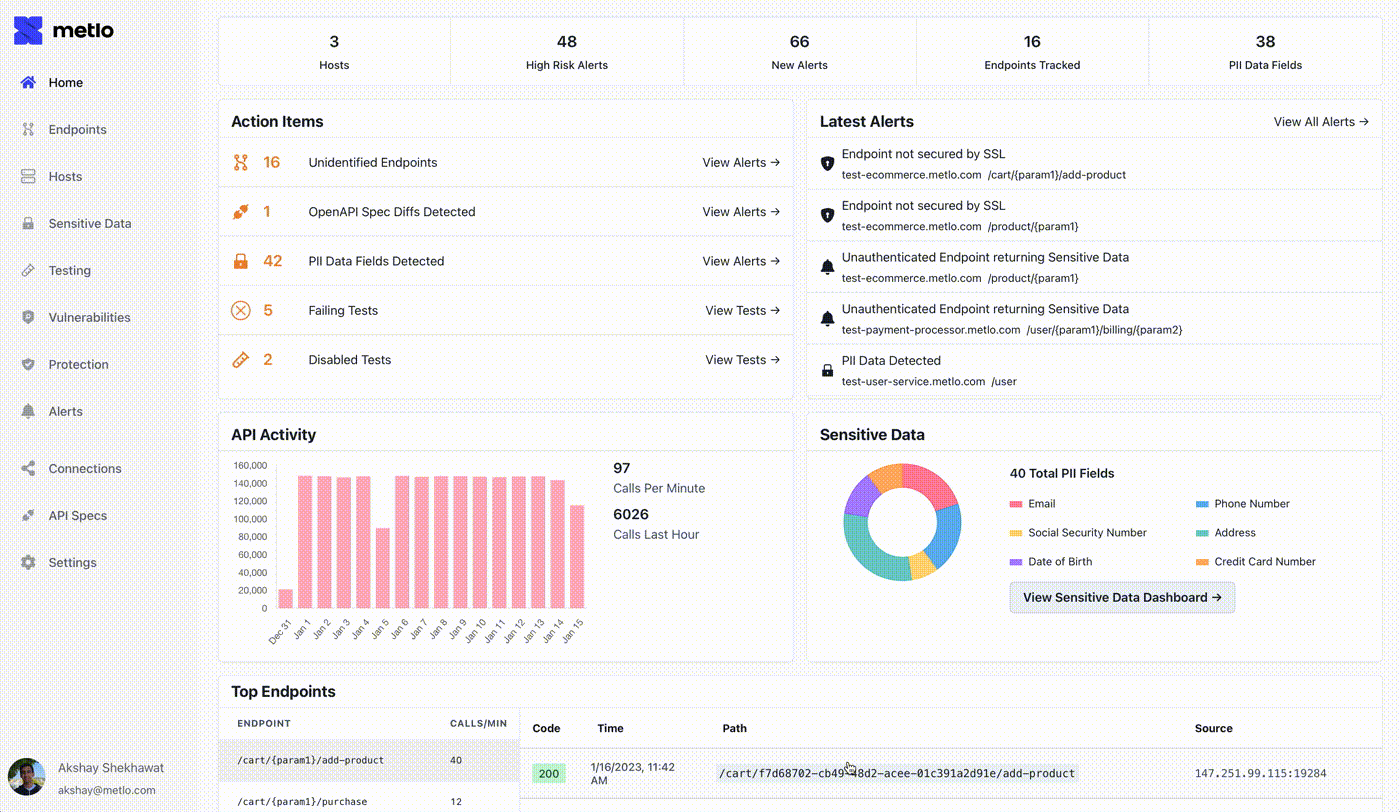 metlo
Home
Endpoints
Hosts
Sensitive Data
Testing
Vulnerabilities
Protection
Alerts
Connections
API Specs
Settings
Akshay Shekhawat
akshay@metlo.com
3
Hosts
48
High Risk Alerts
66
New Alerts
16
Endpoints Tracked
38
PII Data Fields
Action Items
16 Unidentified Endpoints View Alerts →
1 OpenAPI Spec Diffs Detected View Alerts →
42 PII Data Fields Detected View Alerts →
5 Failing Tests View Tests →
2 Disabled Tests View Tests →
Latest Alerts View All Alerts →
Endpoint not secured by SSL
test-ecommerce.metlo.com /cart/{param1}/add-product
Endpoint not secured by SSL
test-ecommerce.metlo.com /product/{param1}
Unauthenticated Endpoint returning Sensitive Data
test-ecommerce.metlo.com /product/{param1}
Unauthenticated Endpoint returning Sensitive Data
test-payment-processor.metlo.com /user/{param1}/billing/{param2}
PII Data Detected
test-user-service.metlo.com /user
API Activity
160,000
140,000
120,000
100,000
80,000
60,000
40,000
20,000
0
Dec 31 Jan 1 Jan 2 Jan 3 Jan 4 Jan 5 Jan 6 Jan 7 Jan 8 Jan 9 Jan 10 Jan 11 Jan 12 Jan 13 Jan 14 Jan 15
97
Calls Per Minute
6026
Calls Last Hour
Sensitive Data
40 Total PII Fields
Email Phone Number
Social Security Number Address
Date of Birth Credit Card Number
View Sensitive Data Dashboard →
Top Endpoints
ENDPOINT CALLS/MIN
/cart/{param1}/add-product 40
/cart/{param1}/purchase 12
Code Time Path Source
200 1/16/2023, 11:42 AM /cart/f7d68702-cb49-48d2-acee-01c391a2d91e/add-product 147.251.99.115:19284